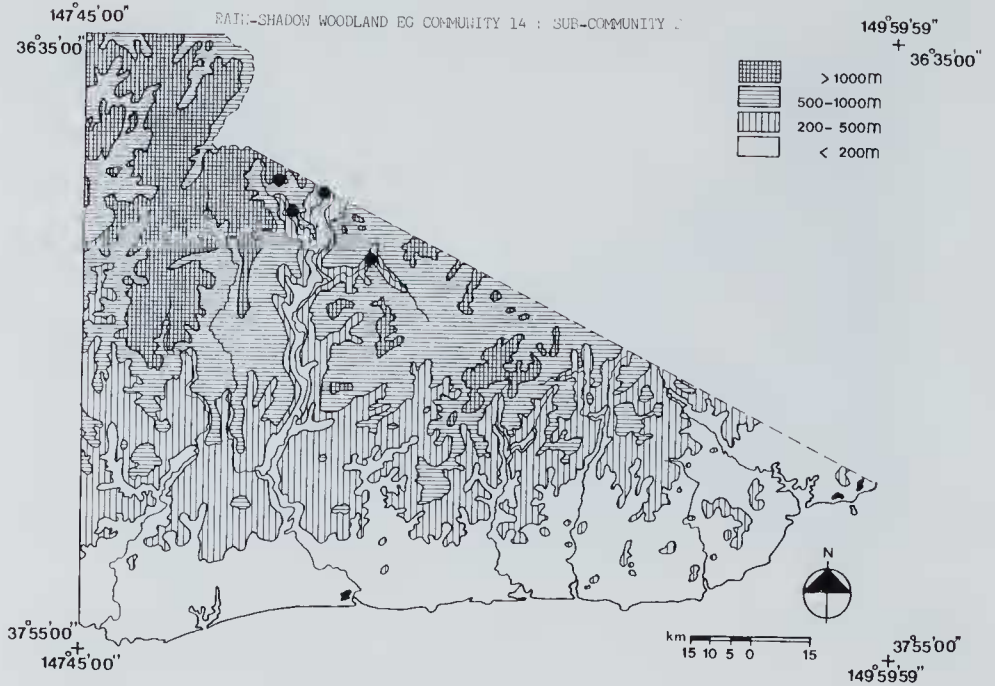 RAIN-SHADOW WOODLAND EG COMMUNITY 14 : SUB-COMMUNITY
147°45'00"
36°35'00"
149°59'59"
36°35'00"
>1000m
500-1000m
200-500m
< 200m
N
37°55'00"
147°45'00"
km
15 10 5 0 15
37°55'00"
149°59'59"